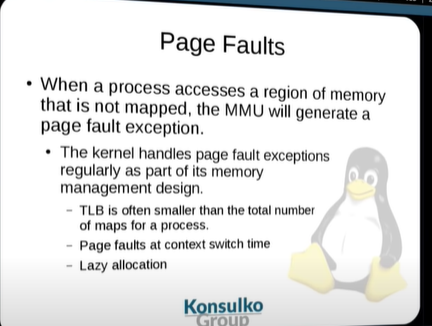 Page Faults
• When a process accesses a region of memory
that is not mapped, the MMU will generate a
page fault exception.
• The kernel handles page fault exceptions
regularly as part of its memory
management design.
– TLB is often smaller than the total number
of maps for a process.
– Page faults at context switch time
– Lazy allocation
Konsulko
Group